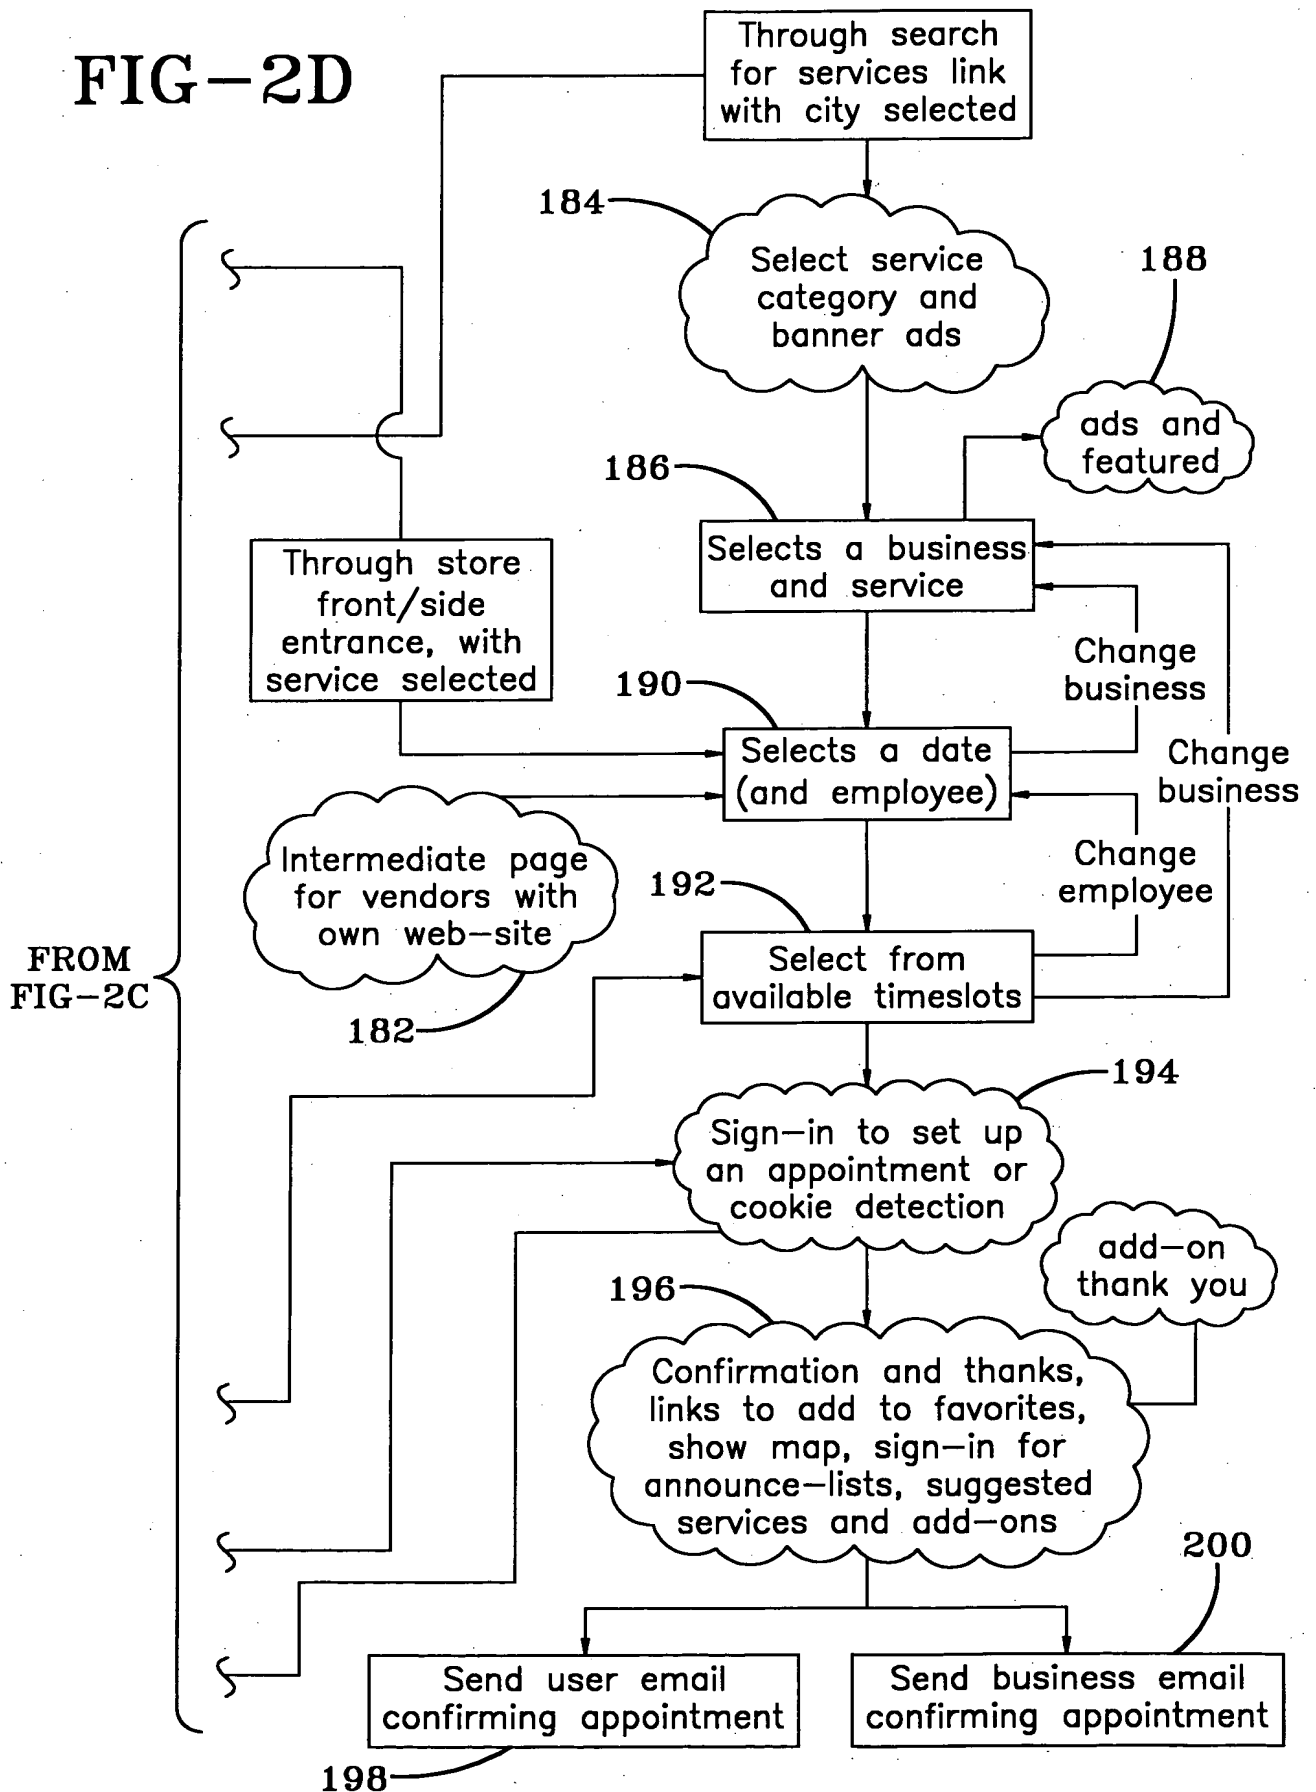 FIG-2D
Through search
for services link
with city selected
184
Select service
category and
banner ads
188
ads and
featured
186
Selects a business
and service
Through store
front/side
entrance, with
service selected
Change
business
190
Selects a date
(and employee)
Change
business
Intermediate page
for vendors with
own web-site
182
Change
employee
192
Select from
available timeslots
FROM
FIG-2C
194
Sign-in to set up
an appointment or
cookie detection
add-on
thank you
196
Confirmation and thanks,
links to add to favorites,
show map, sign-in for
announce-lists, suggested
services and add-ons
200
Send user email
confirming appointment
198
Send business email
confirming appointment